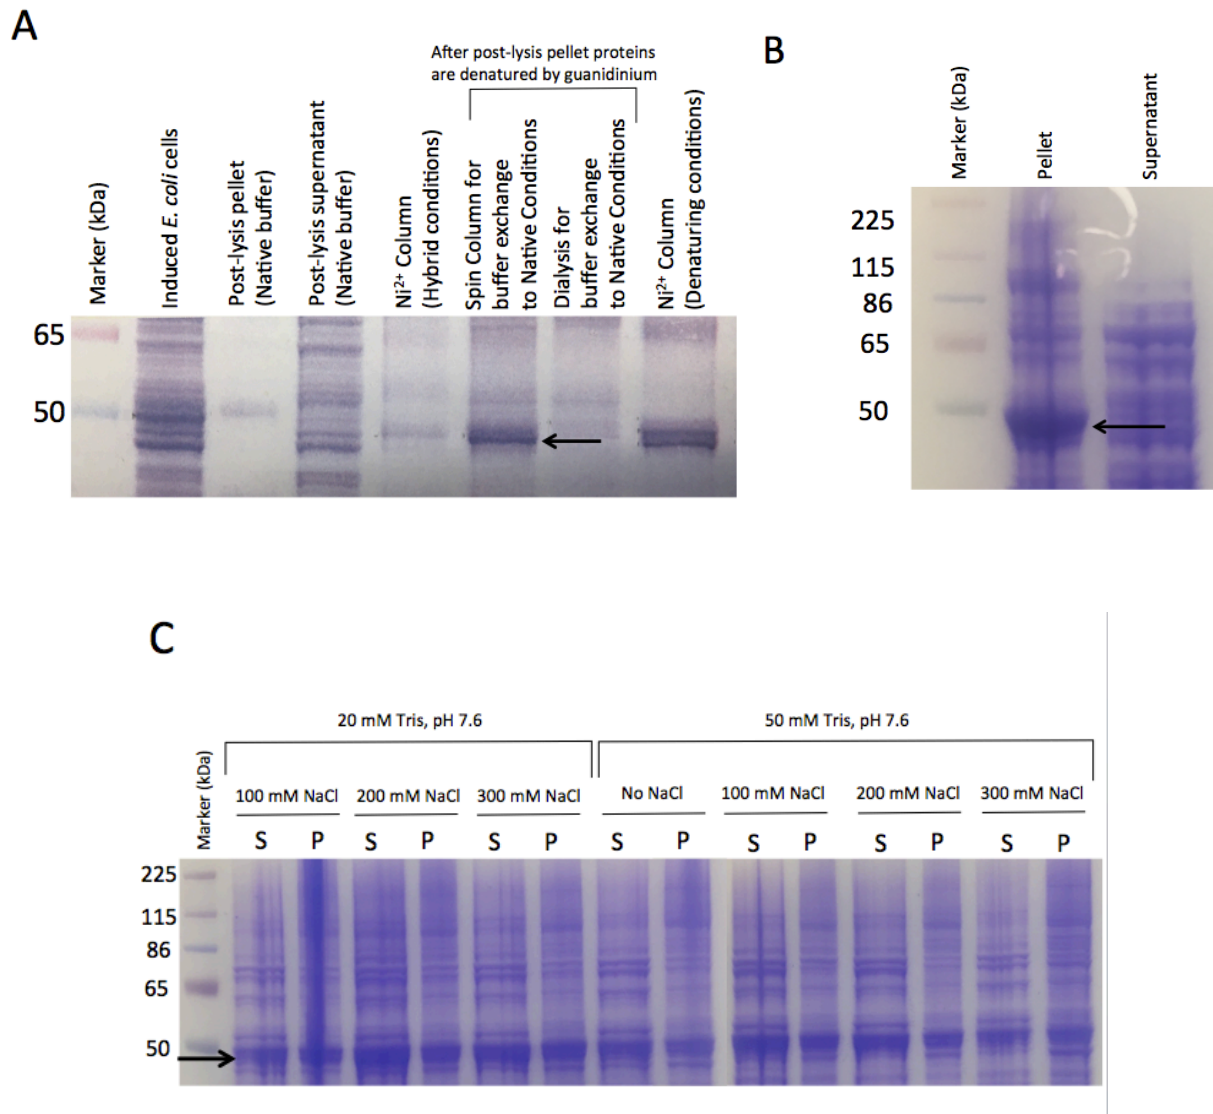 A
After post-lysis pellet proteins
are denatured by guanidinium
Marker (kDa)
Induced E. coli cells
Post-lysis pellet
(Native buffer)
Post-lysis supernatant
(Native buffer)
Ni²⁺ Column
(Hybrid conditions)
Spin Column for
buffer exchange
to Native Conditions
Dialysis for
buffer exchange
to Native Conditions
Ni²⁺ Column
(Denaturing conditions)
65
50
B
Marker (kDa)
Pellet
Supernatant
225
115
86
65
50
C
20 mM Tris, pH 7.6
50 mM Tris, pH 7.6
Marker (kDa)
100 mM NaCl
200 mM NaCl
300 mM NaCl
No NaCl
100 mM NaCl
200 mM NaCl
300 mM NaCl
S P S P S P S P S P S P S P
225
115
86
65
50